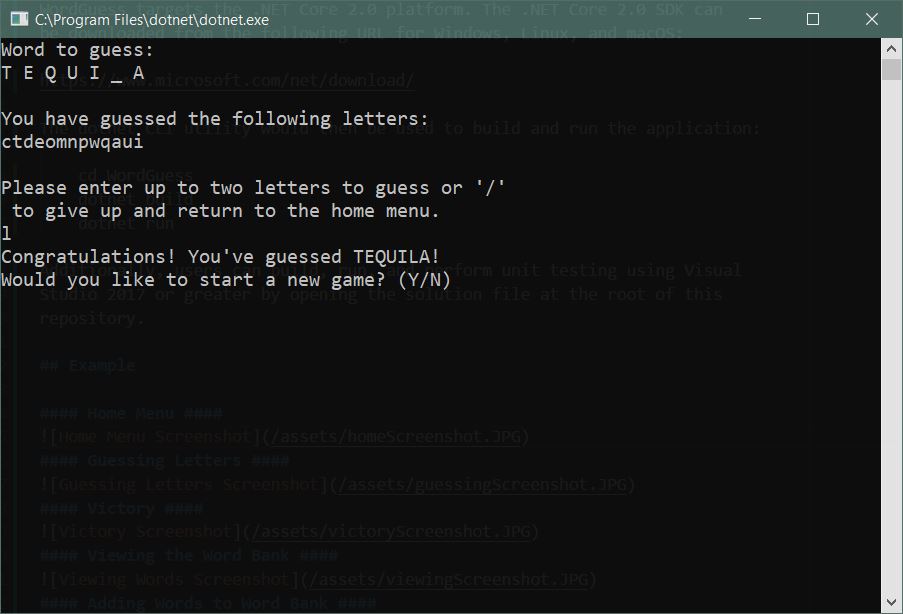 C:\Program Files\dotnet\dotnet.exe
WordGuess targets the .NET Core 2.0 platform. The .NET Core 2.0 SDK can
be downloaded from the following URL for Windows, Linux, and macOS:
Word to guess:
T E Q U I _ A
https://www.microsoft.com/net/download/
You have guessed the following letters:
The dotnet CLI utility would then be used to build and run the application:
ctdeomnpwqaui
cd WordGuess
Please enter up to two letters to guess or '/'
dotnet build
to give up and return to the home menu.
dotnet run
l
Congratulations! You've guessed TEQUILA!
Additionally, users can build, run, and perform unit testing using Visual
Would you like to start a new game? (Y/N)
Studio 2017 or greater by opening the solution file at the root of this
repository.
## Example
#### Home Menu ####
![Home Menu Screenshot](/assets/homeScreenshot.JPG)
#### Guessing Letters ####
![Guessing Letters Screenshot](/assets/guessingScreenshot.JPG)
#### Victory ####
![Victory Screenshot](/assets/victoryScreenshot.JPG)
#### Viewing the Word Bank ####
![Viewing Words Screenshot](/assets/viewingScreenshot.JPG)
#### Adding Words to Word Bank ####